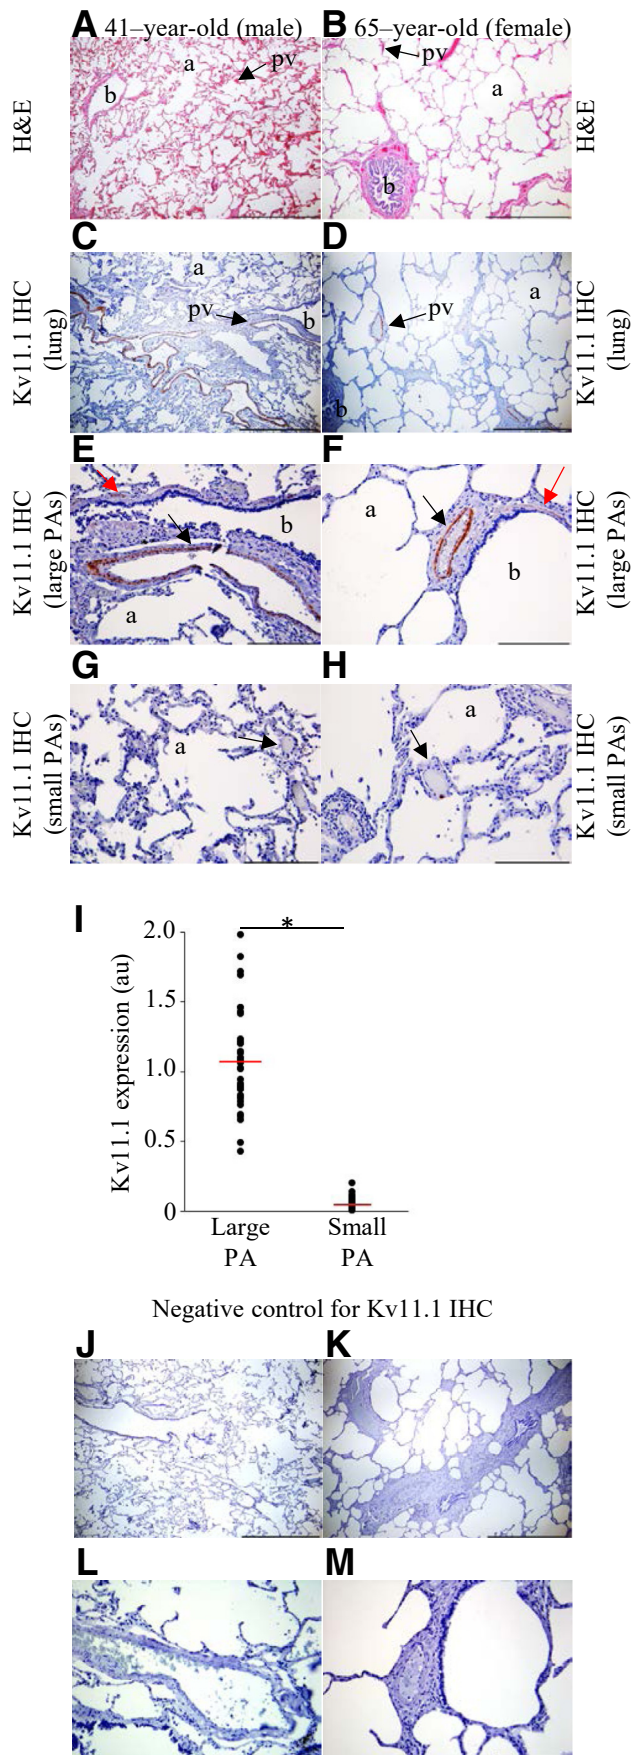 A 41–year-old (male)
B 65–year-old (female)
H&E
a
pv
b
pv
a
b
H&E
C
D
Kv11.1 IHC
(lung)
a
pv
b
a
pv
b
Kv11.1 IHC
(lung)
E
F
Kv11.1 IHC
(large PAs)
b
a
a
b
Kv11.1 IHC
(large PAs)
G
H
Kv11.1 IHC
(small PAs)
a
a
Kv11.1 IHC
(small PAs)
I
Kv11.1 expression (au)
2.0
1.5
1.0
0.5
0
*
Large
PA
Small
PA
Negative control for Kv11.1 IHC
J
K
L
M